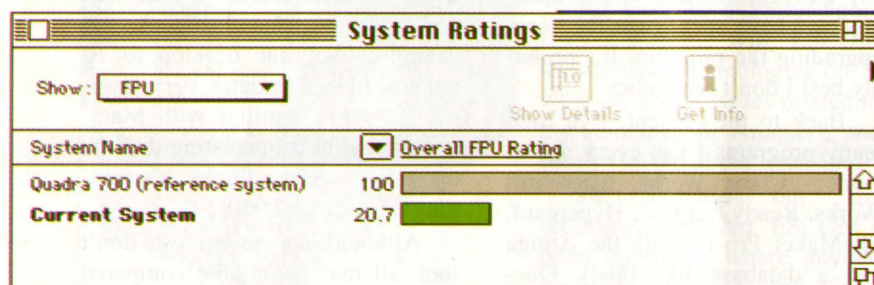 System Ratings
Show: FPU
Show Details
Get Info
System Name
Overall FPU Rating
Quadra 700 (reference system) 100
Current System 20.7